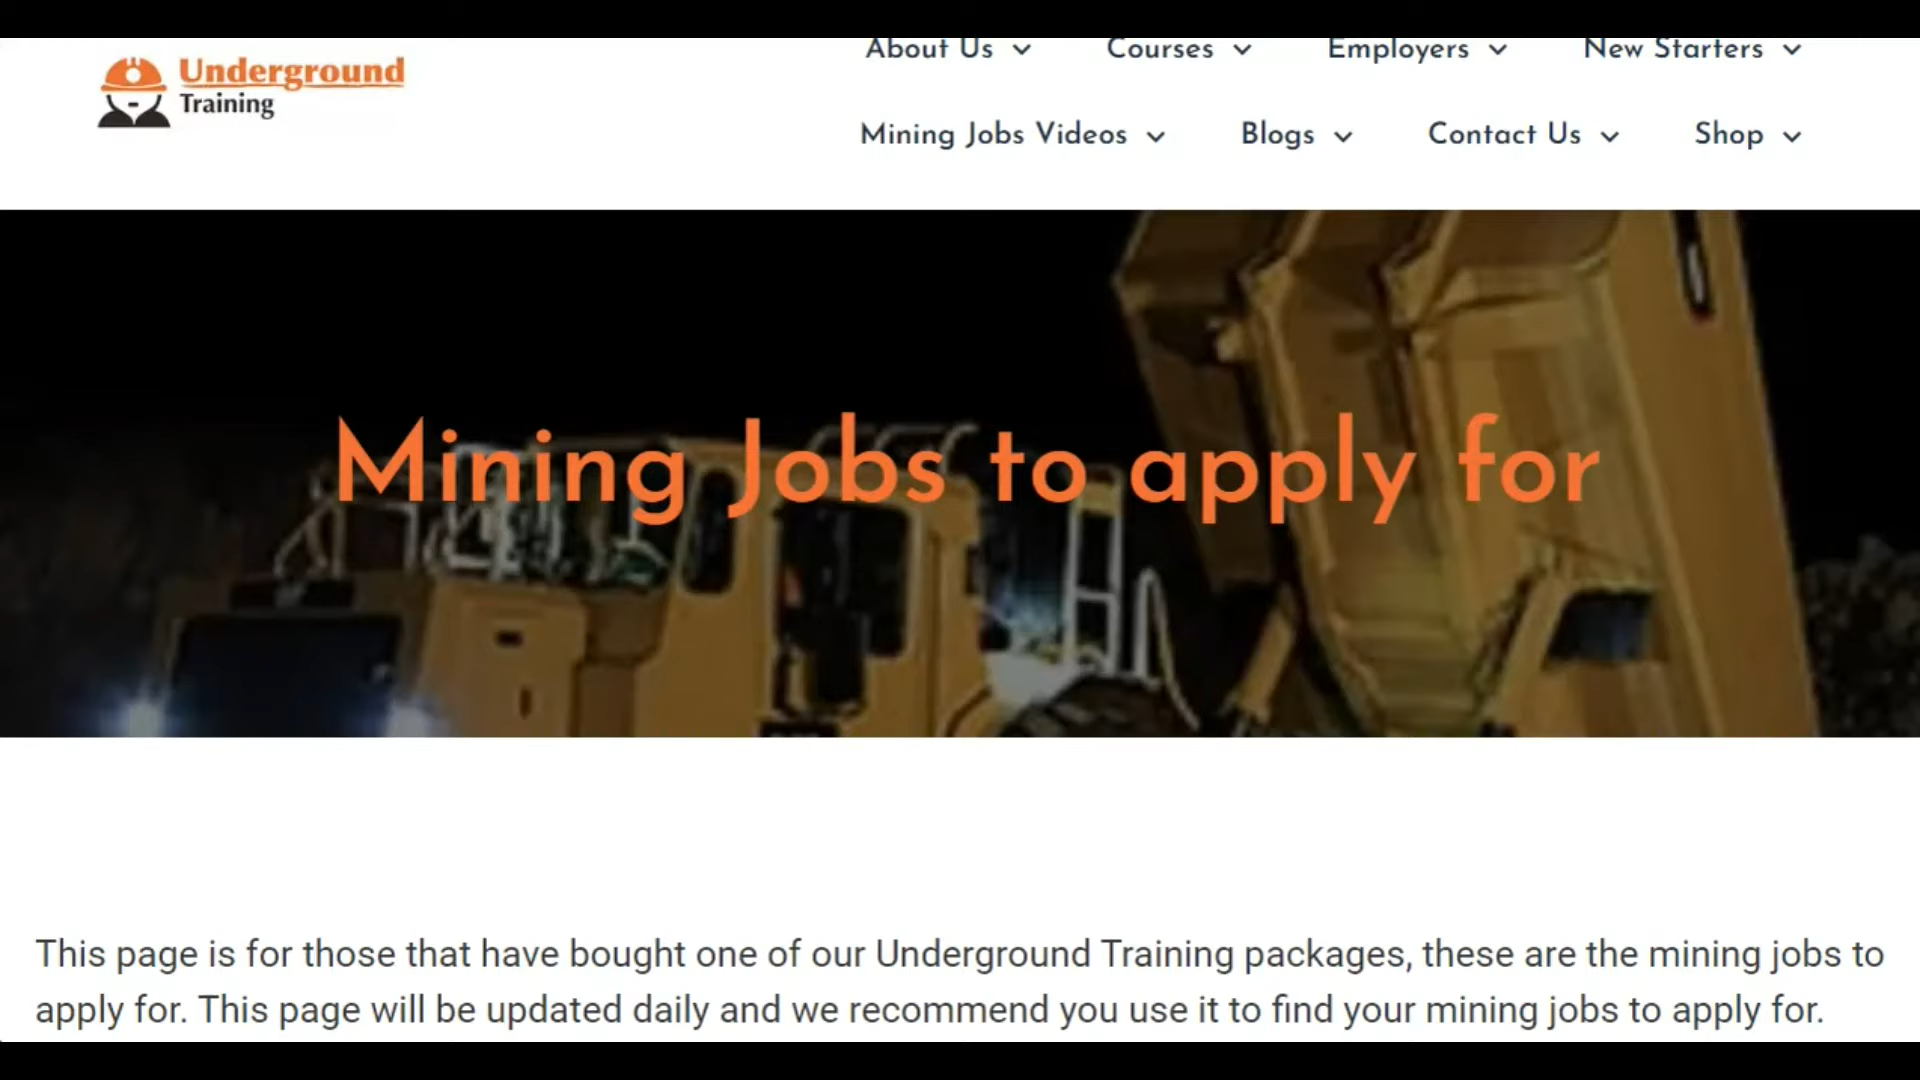 Underground
Training
About Us
Courses
Employers
New Starters
Mining Jobs Videos
Blogs
Contact Us
Shop
Mining Jobs to apply for
This page is for those that have bought one of our Underground Training packages, these are the mining jobs to
apply for. This page will be updated daily and we recommend you use it to find your mining jobs to apply for.